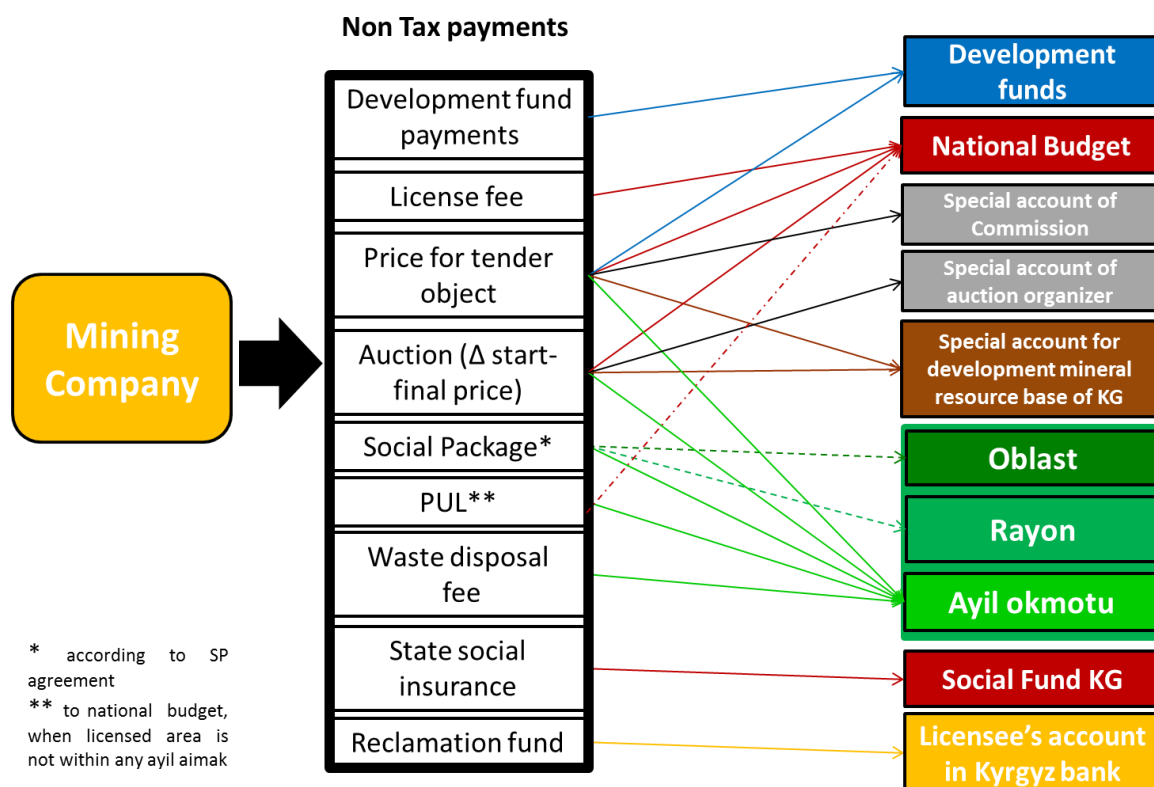 Non Tax payments
Mining
Company
Development fund
payments
License fee
Price for tender
object
Auction (Δ start-
final price)
Social Package*
PUL**
Waste disposal
fee
State social
insurance
Reclamation fund
Development
funds
National Budget
Special account of
Commission
Special account of
auction organizer
Special account for
development mineral
resource base of KG
Oblast
Rayon
Ayil okmotu
Social Fund KG
Licensee’s account
in Kyrgyz bank
* according to SP
agreement
** to national budget,
when licensed area is
not within any ayil aimak